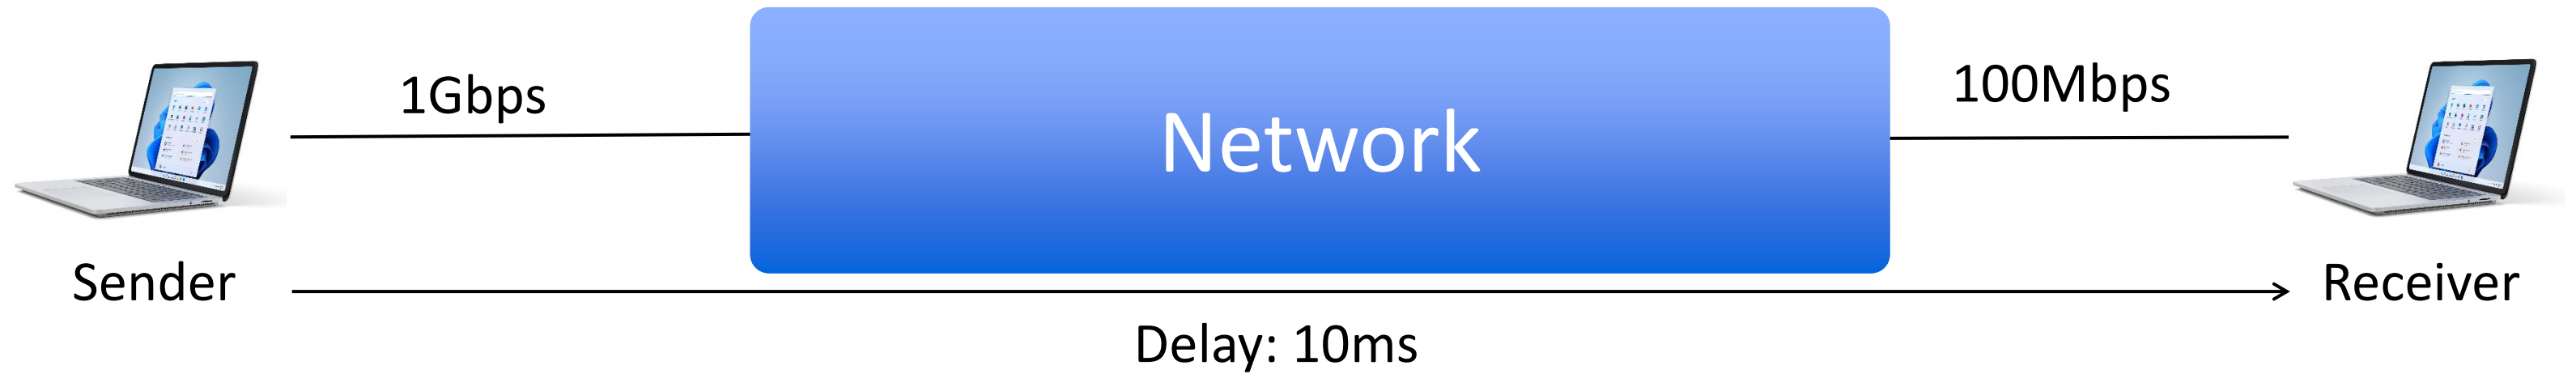 1Gbps
Network
100Mbps
Sender
Receiver
Delay: 10ms